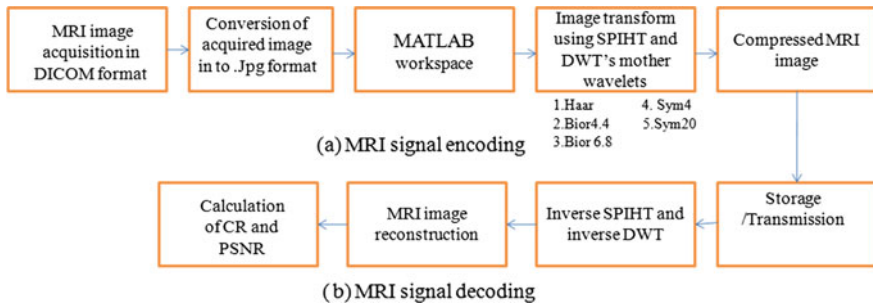 MRI image
acquisition in
DICOM format
Conversion of
acquired image
in to .Jpg format
MATLAB
workspace
Image transform
using SPIHT and
DWT's mother
wavelets
Compressed MRI
image
1.Haar 4. Sym4
2.Bior4.4 5.Sym20
3.Bior 6.8
(a) MRI signal encoding
Calculation
of CR and
PSNR
MRI image
reconstruction
Inverse SPIHT and
inverse DWT
Storage
/Transmission
(b) MRI signal decoding